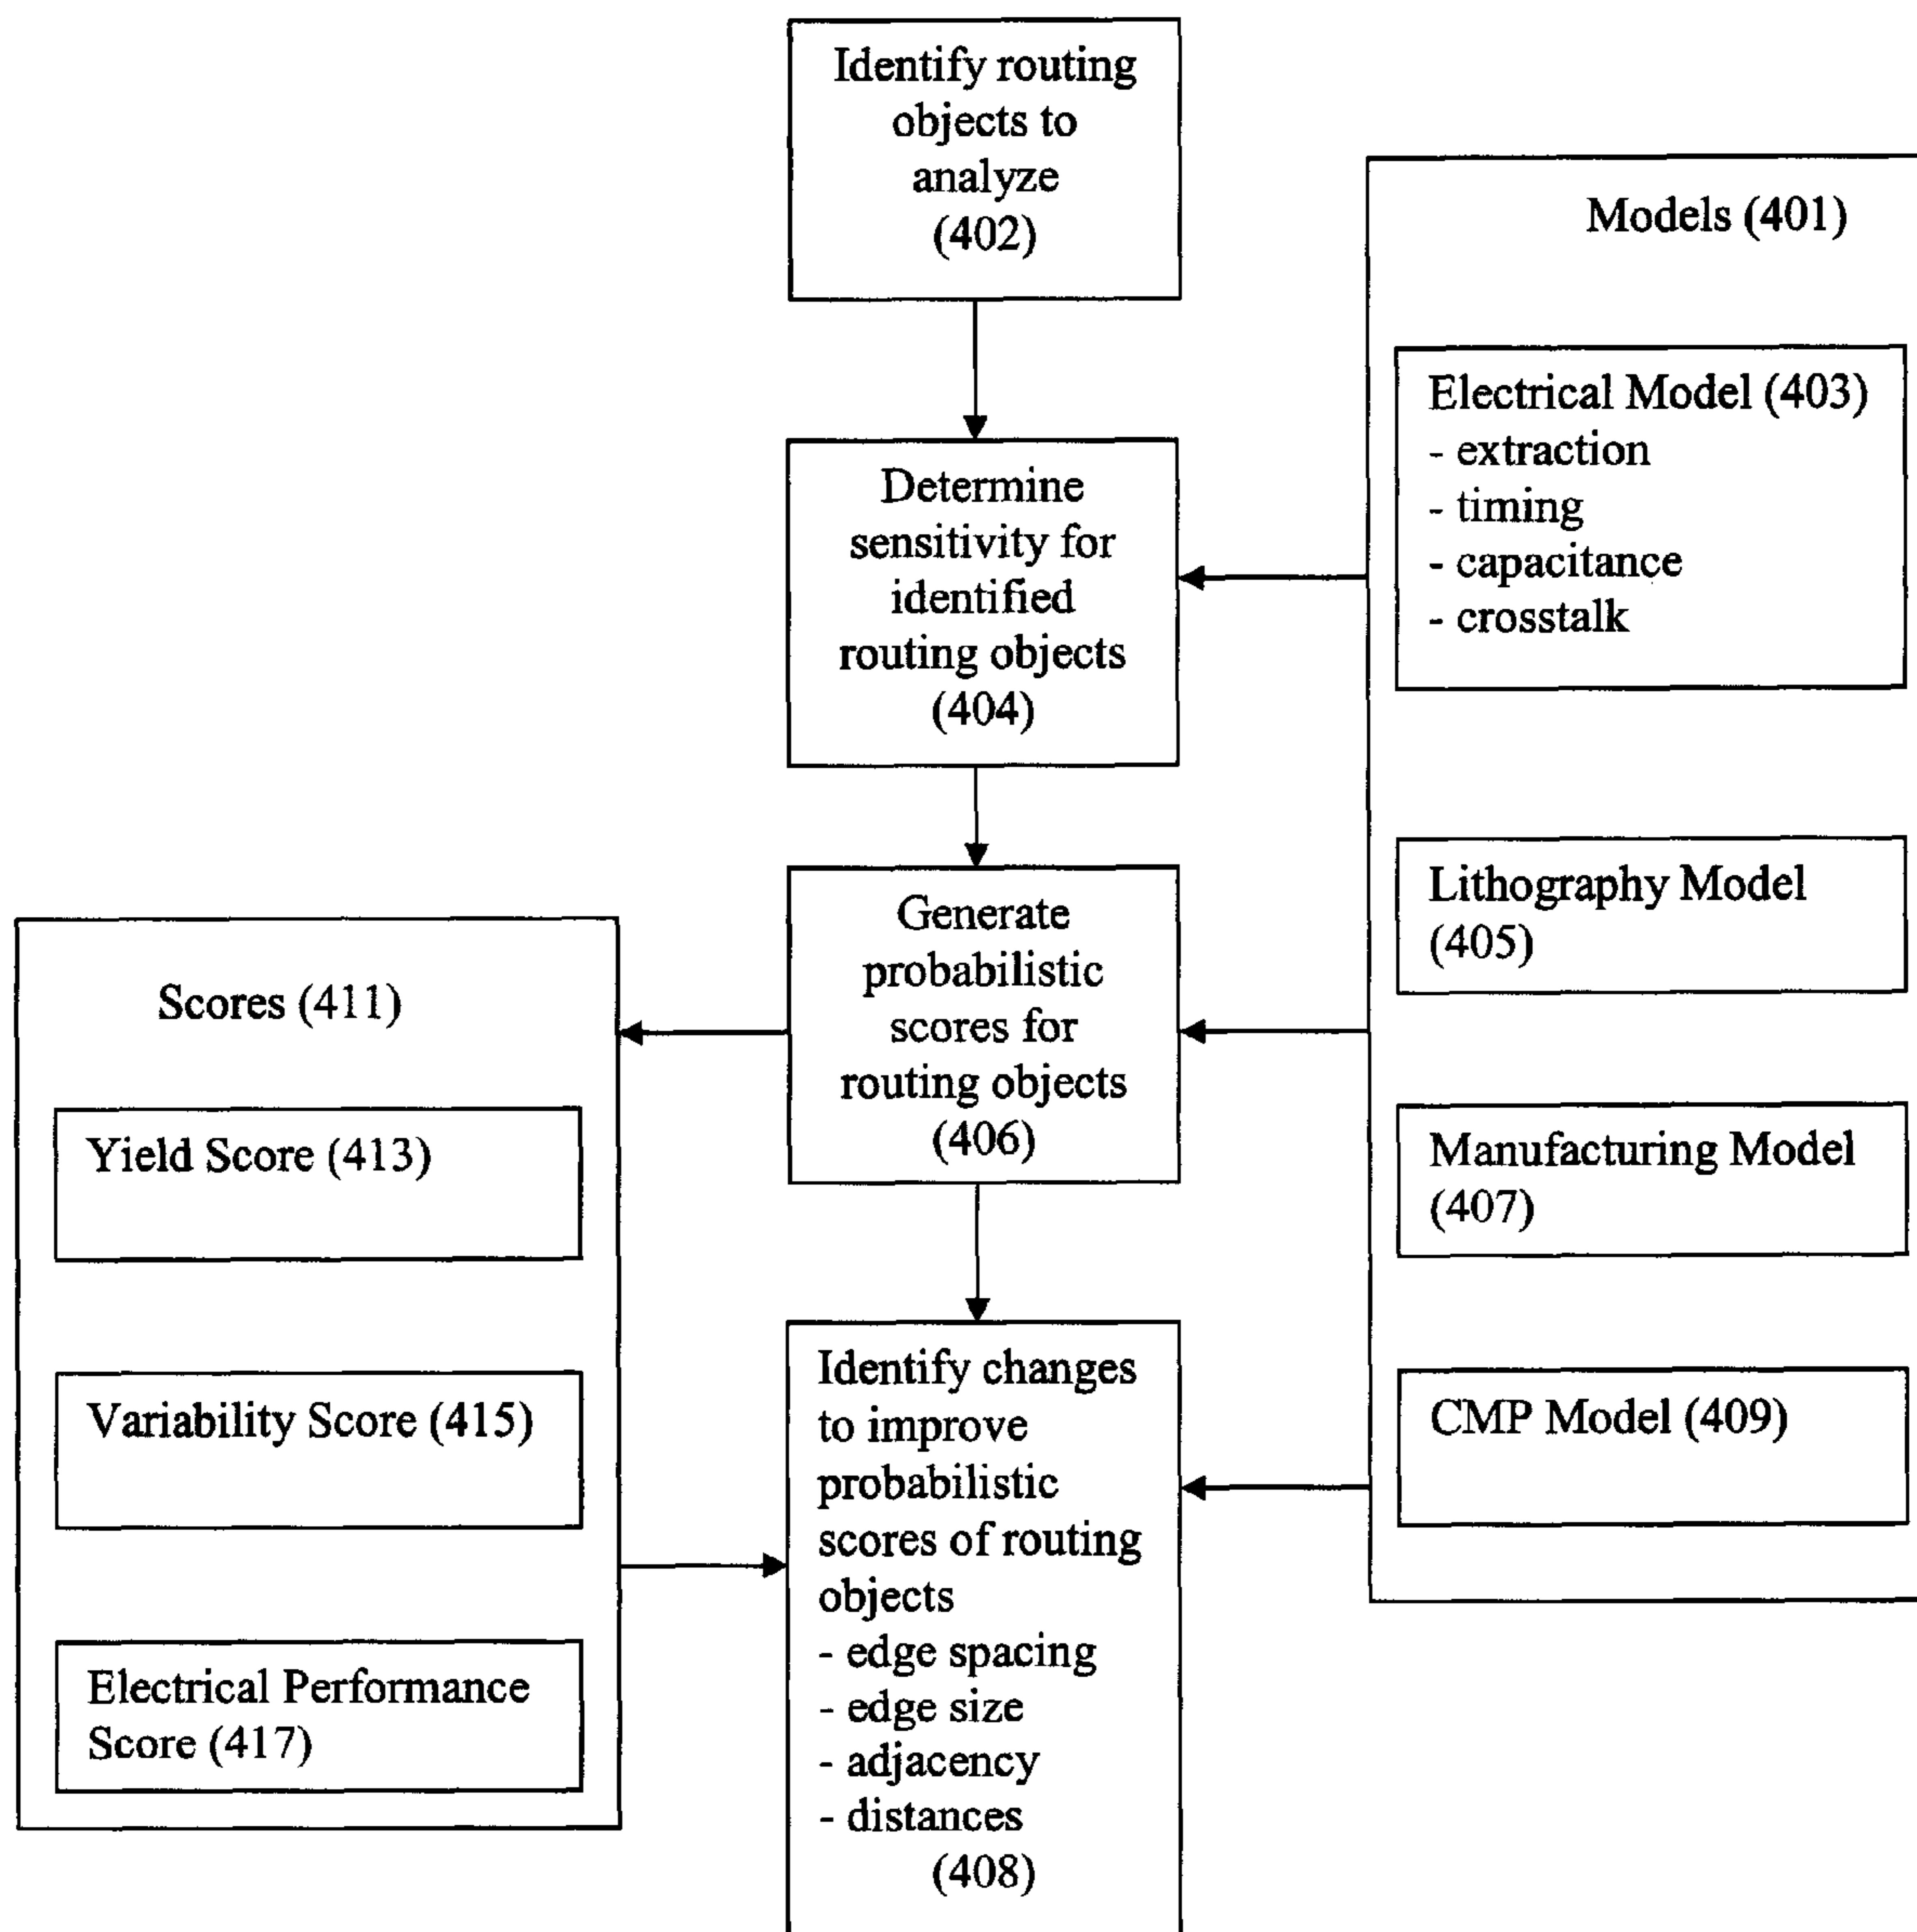 Identify routing
objects to
analyze
(402)
Models (401)
Electrical Model (403)
- extraction
- timing
- capacitance
- crosstalk
Determine
sensitivity for
identified
routing objects
(404)
Lithography Model
(405)
Generate
probabilistic
scores for
routing objects
(406)
Scores (411)
Yield Score (413)
Manufacturing Model
(407)
Variability Score (415)
CMP Model (409)
Identify changes
to improve
probabilistic
scores of routing
objects
- edge spacing
- edge size
- adjacency
- distances
(408)
Electrical Performance
Score (417)